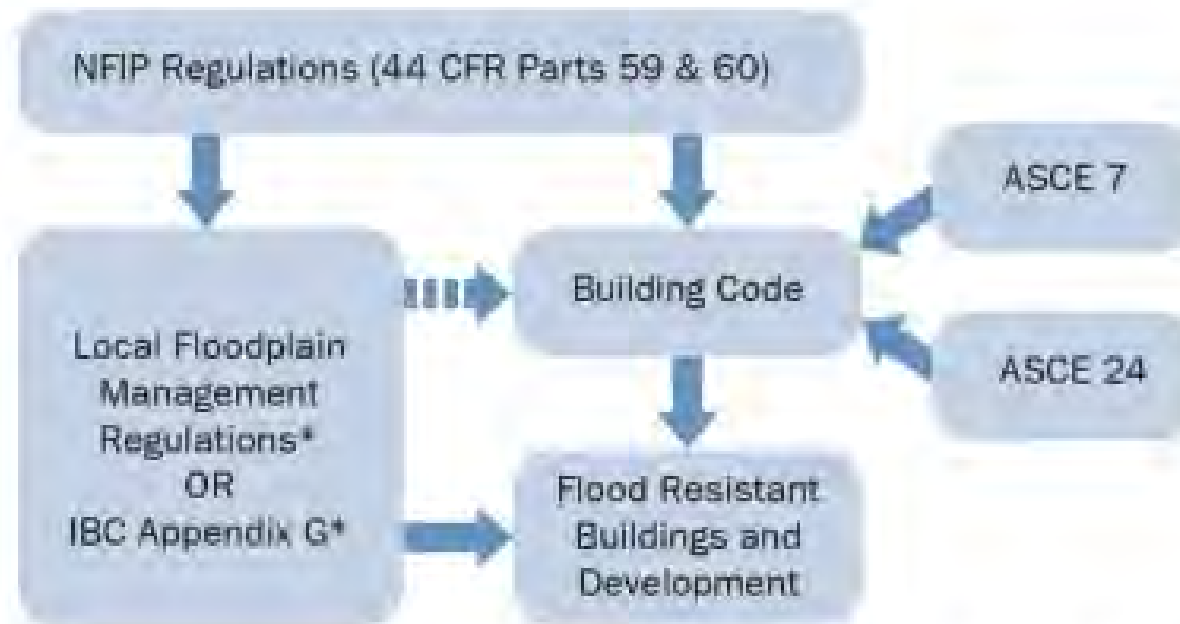 NFIP Regulations (44 CFR Parts 59 & 60)
ASCE 7
Building Code
Local Floodplain
Management
Regulations*
OR
IBC Appendix G*
ASCE 24
Flood Resistant
Buildings and
Development